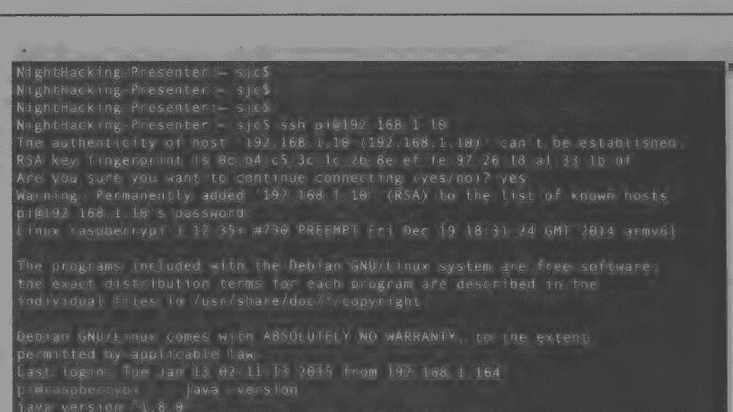 NightHacking-Presenter:~ sjc$
NightHacking-Presenter:~ sjc$
NightHacking-Presenter:~ sjc$
NightHacking-Presenter:~ sjc$ ssh pi@192.168.1.10
The authenticity of host '192.168.1.10 (192.168.1.10)' can't be established.
RSA key fingerprint is 0c:b4:c5:3c:1c:2b:8e:ef:fe:97:26:18:a1:33:1b:
Are you sure you want to continue connecting (yes/no)? yes
Warning: Permanently added '192.168.1.10' (RSA) to the list of known hosts.
pi@192.168.1.10's password:
Linux raspberrypi 3.12.35+ #730 PREEMPT Fri Dec 19 18:31:24 GMT 2014 armv6l
The programs included with the Debian GNU/Linux system are free software;
the exact distribution terms for each program are described in the
individual files in /usr/share/doc/*/copyright.
Debian GNU/Linux comes with ABSOLUTELY NO WARRANTY, to the extent
permitted by applicable law.
Last login: Tue Jan 13 02:11:13 2015 from 192.168.1.164
pi@raspberrypi java -version
java version "1.8.0"